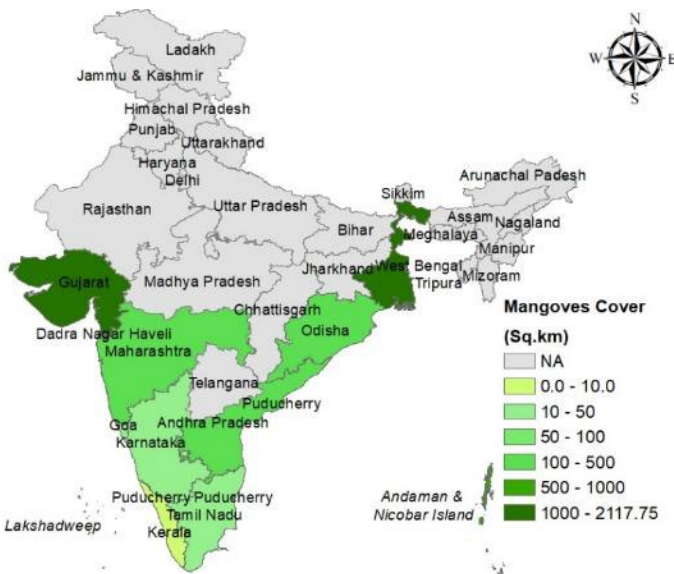 N
W E
S
Ladakh
Jammu & Kashmir
Himachal Pradesh
Punjab
Uttarakhand
Haryana
Delhi
Sikkim
Arunachal Padesh
Rajasthan
Uttar Pradesh
Assam
Nagaland
Bihar
Meghalaya
Manipur
Gujarat
Madhya Pradesh
Jharkhand
West Bengal
Tripura
Mizoram
Chhattisgarh
Dadra Nagar Haveli
Maharashtra
Odisha
Telangana
Puducherry
Goa
Andhra Pradesh
Karnataka
Puducherry Puducherry
Tamil Nadu
Lakshadweep
Kerala
Andaman &
Nicobar Island
Mangoves Cover
(Sq.km)
NA
0.0 - 10.0
10 - 50
50 - 100
100 - 500
500 - 1000
1000 - 2117.75